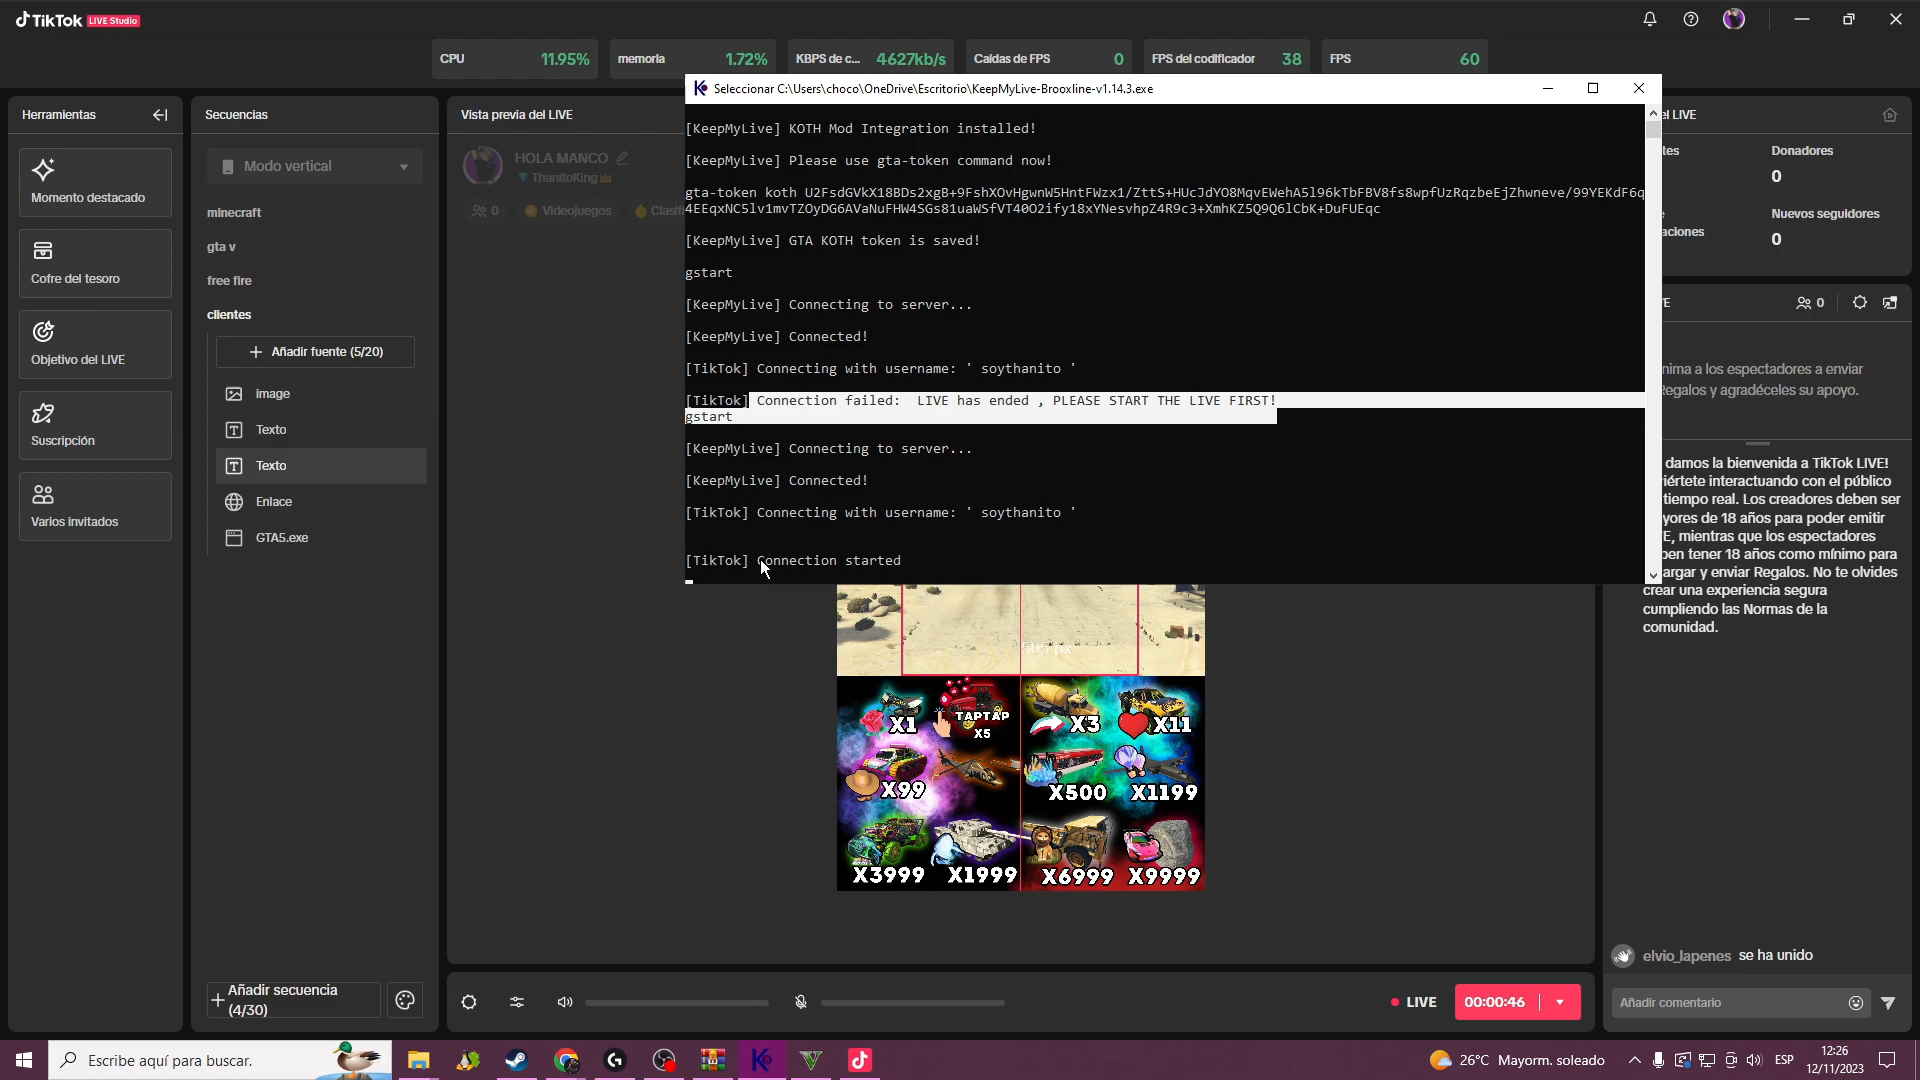 TikTok LIVE Studio
CPU 11.95%
memoria 1.72%
KBPS de c... 4627kb/s
Caídas de FPS 0
FPS del codificador 38
FPS 60
Herramientas
Momento destacado
Cofre del tesoro
Objetivo del LIVE
Suscripción
Varios invitados
Secuencias
Modo vertical
minecraft
gta v
free fire
clientes
+ Añadir fuente (5/20)
image
Texto
Texto
Enlace
GTA5.exe
+ Añadir secuencia
(4/30)
Vista previa del LIVE
HOLA MANCO
ThanitoKing
0 Videojuegos Clasifi
Seleccionar C:\Users\choco\OneDrive\Escritorio\KeepMyLive-Brooxline-v1.14.3.exe
[KeepMyLive] KOTH Mod Integration installed!
[KeepMyLive] Please use gta-token command now!
gta-token koth U2FsdGVkX18BDs2xgB+9FshXOvHgwnW5HntFWzx1/ZttS+HUcJdYO8MqvEWehA5l96kTbFBV8fs8wpfUzRqzbeEjZhwneve/99YEKdF6q
4EEqxNC5lv1mvTZOyDG6AVaNuFHW4SGs81uaWSfVT40O2ify18xYNesvhpZ4R9c3+XmhKZ5Q9Q6lCbK+DuFUEqc
[KeepMyLive] GTA KOTH token is saved!
gstart
[KeepMyLive] Connecting to server...
[KeepMyLive] Connected!
[TikTok] Connecting with username: ' soythanito '
[TikTok] Connection failed:  LIVE has ended , PLEASE START THE LIVE FIRST!
gstart
[KeepMyLive] Connecting to server...
[KeepMyLive] Connected!
[TikTok] Connecting with username: ' soythanito '
[TikTok] Connection started
505 px
X1 TAPTAP X5 X3 X11
X99 X500 X1199
X3999 X1999 X6999 X9999
LIVE 00:00:46
el LIVE
tes
Donadores
0
aciones
Nuevos seguidores
0
VE 0
nima a los espectadores a enviar
Regalos y agradéceles su apoyo.
damos la bienvenida a TikTok LIVE!
iértete interactuando con el público
tiempo real. Los creadores deben ser
yores de 18 años para poder emitir
E, mientras que los espectadores
ben tener 18 años como mínimo para
argar y enviar Regalos. No te olvides
crear una experiencia segura
cumpliendo las Normas de la
comunidad.
elvio_lapenes se ha unido
Añadir comentario
Escribe aquí para buscar.
26°C Mayorm. soleado
ESP
12:26
12/11/2023